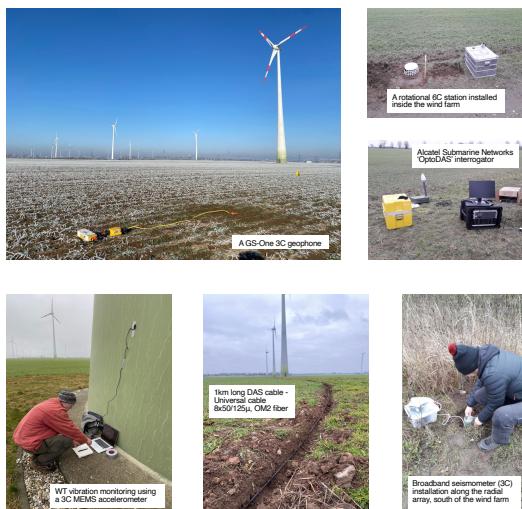 A GS-One 3C geophone
A rotational 6C station installed
inside the wind farm
Alcatel Submarine Networks
'OptoDAS' interrogator
WT vibration monitoring using
a 3C MEMS accelerometer
1km long DAS cable -
Universal cable
8x50/125µ, OM2 fiber
Broadband seismometer (3C)
installation along the radial
array, south of the wind farm